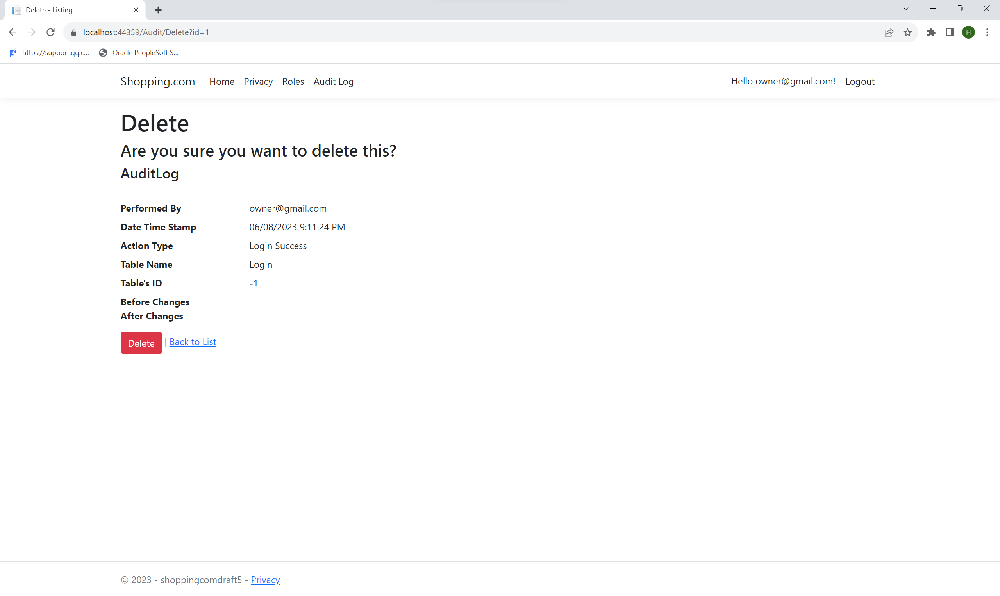 Delete - Listing
localhost:44359/Audit/Delete?id=1
H
https://support.qq.c... Oracle PeopleSoft S...
Shopping.com Home Privacy Roles Audit Log Hello owner@gmail.com! Logout
Delete
Are you sure you want to delete this?
AuditLog
Performed By owner@gmail.com
Date Time Stamp 06/08/2023 9:11:24 PM
Action Type Login Success
Table Name Login
Table's ID -1
Before Changes
After Changes
Delete | Back to List
© 2023 - shoppingcomdraft5 - Privacy